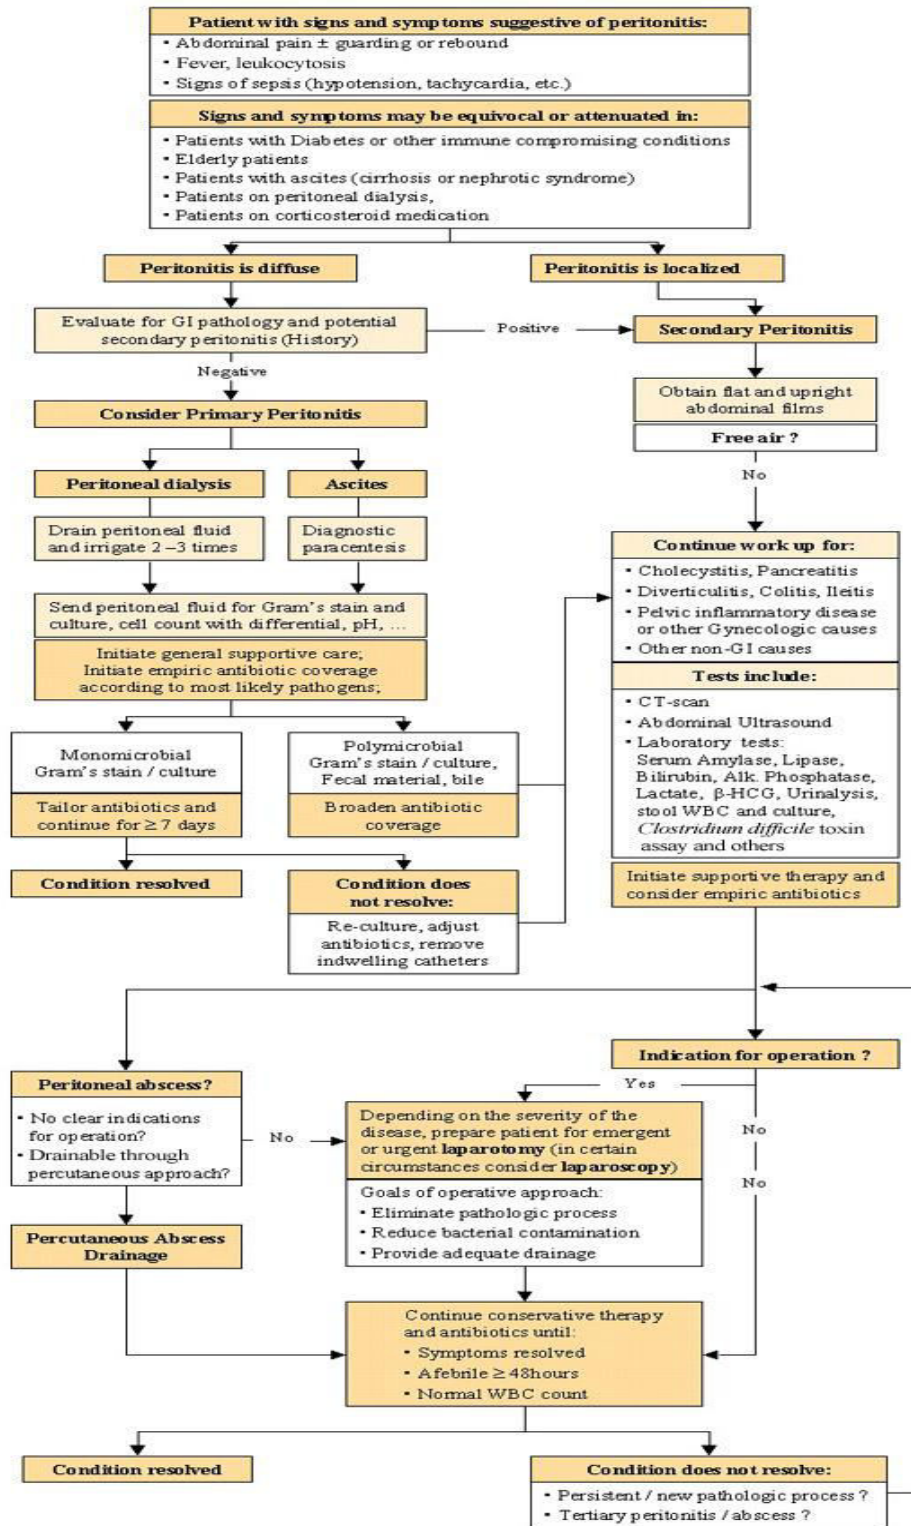 Patient with signs and symptoms suggestive of peritonitis:
• Abdominal pain ± guarding or rebound
• Fever, leukocytosis
• Signs of sepsis (hypotension, tachycardia, etc.)
Signs and symptoms may be equivocal or attenuated in:
• Patients with Diabetes or other immune compromising conditions
• Elderly patients
• Patients with ascites (cirrhosis or nephrotic syndrome)
• Patients on peritoneal dialysis,
• Patients on corticosteroid medication
Peritonitis is diffuse
Peritonitis is localized
Evaluate for GI pathology and potential
secondary peritonitis (History)
Positive
Secondary Peritonitis
Negative
Consider Primary Peritonitis
Obtain flat and upright
abdominal films
Free air ?
No
Peritoneal dialysis
Ascites
Drain peritoneal fluid
and irrigate 2 –3 times
Diagnostic
paracentesis
Send peritoneal fluid for Gram's stain and
culture, cell count with differential, pH, ...
Initiate general supportive care;
Initiate empiric antibiotic coverage
according to most likely pathogens;
Continue work up for:
• Cholecystitis, Pancreatitis
• Diverticulitis, Colitis, Ileitis
• Pelvic inflammatory disease
or other Gynecologic causes
• Other non-GI causes
Tests include:
• CT-scan
• Abdominal Ultrasound
• Laboratory tests:
Serum Amylase, Lipase,
Bilirubin, Alk. Phosphatase,
Lactate, β-HCG, Urinalysis,
stool WBC and culture,
Clostridium difficile toxin
assay and others
Initiate supportive therapy and
consider empiric antibiotics
Monomicrobial
Gram's stain / culture
Tailor antibiotics and
continue for ≥ 7 days
Polymicrobial
Gram's stain / culture,
Fecal material, bile
Broaden antibiotic
coverage
Condition resolved
Condition does
not resolve:
Re-culture, adjust
antibiotics, remove
indwelling catheters
Indication for operation ?
Yes
No
No
Peritoneal abscess?
• No clear indications
for operation?
• Drainable through
percutaneous approach?
No
Depending on the severity of the
disease, prepare patient for emergent
or urgent laparotomy (in certain
circumstances consider laparoscopy)
Goals of operative approach:
• Eliminate pathologic process
• Reduce bacterial contamination
• Provide adequate drainage
Percutaneous Abscess
Drainage
Continue conservative therapy
and antibiotics until:
• Symptoms resolved
• Afebrile ≥ 48hours
• Normal WBC count
Condition resolved
Condition does not resolve:
• Persistent / new pathologic process ?
• Tertiary peritonitis / abscess ?